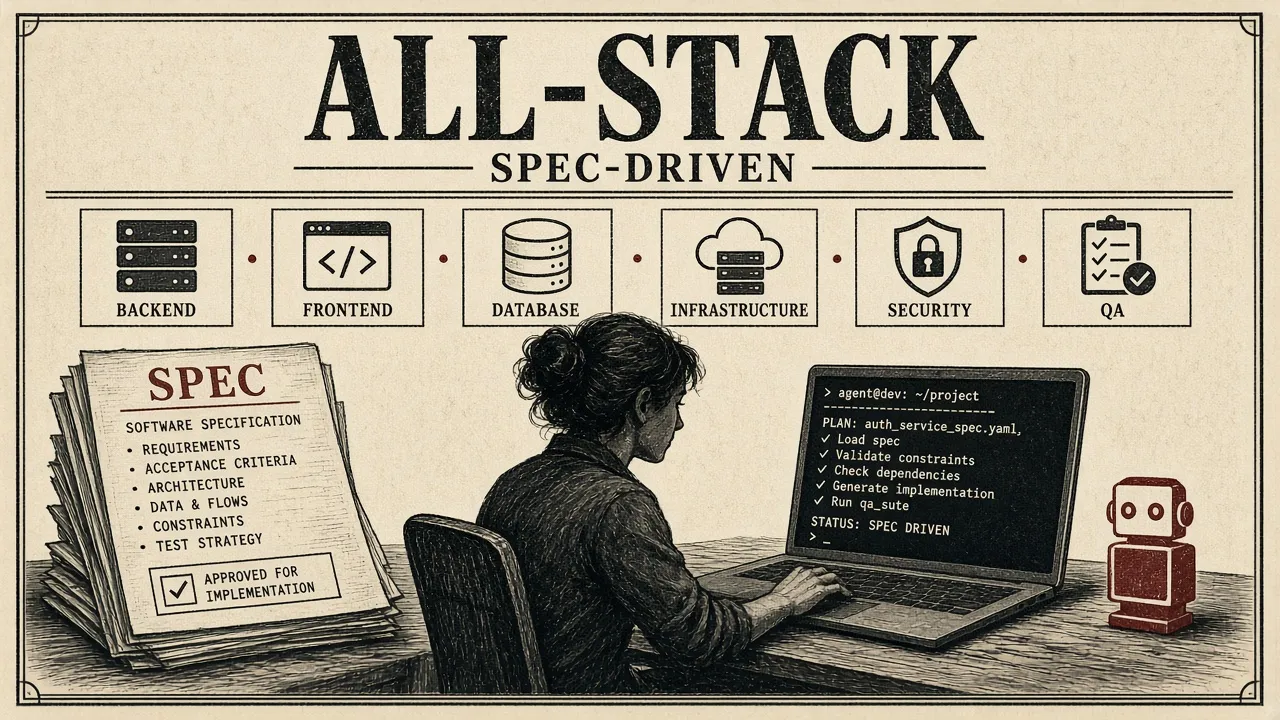 ALL-STACK
SPEC-DRIVEN
BACKEND
FRONTEND
DATABASE
INFRASTRUCTURE
SECURITY
QA
SPEC
SOFTWARE SPECIFICATION
• REQUIREMENTS
• ACCEPTANCE CRITERIA
• ARCHITECTURE
• DATA & FLOWS
• CONSTRAINTS
• TEST STRATEGY
APPROVED FOR
IMPLEMENTATION
> agent@dev: ~/project
------------------------
PLAN: auth_service_spec.yaml,
✓ Load spec
✓ Validate constraints
✓ Check dependencies
✓ Generate implementation
✓ Run qa_sute
STATUS: SPEC DRIVEN
> _